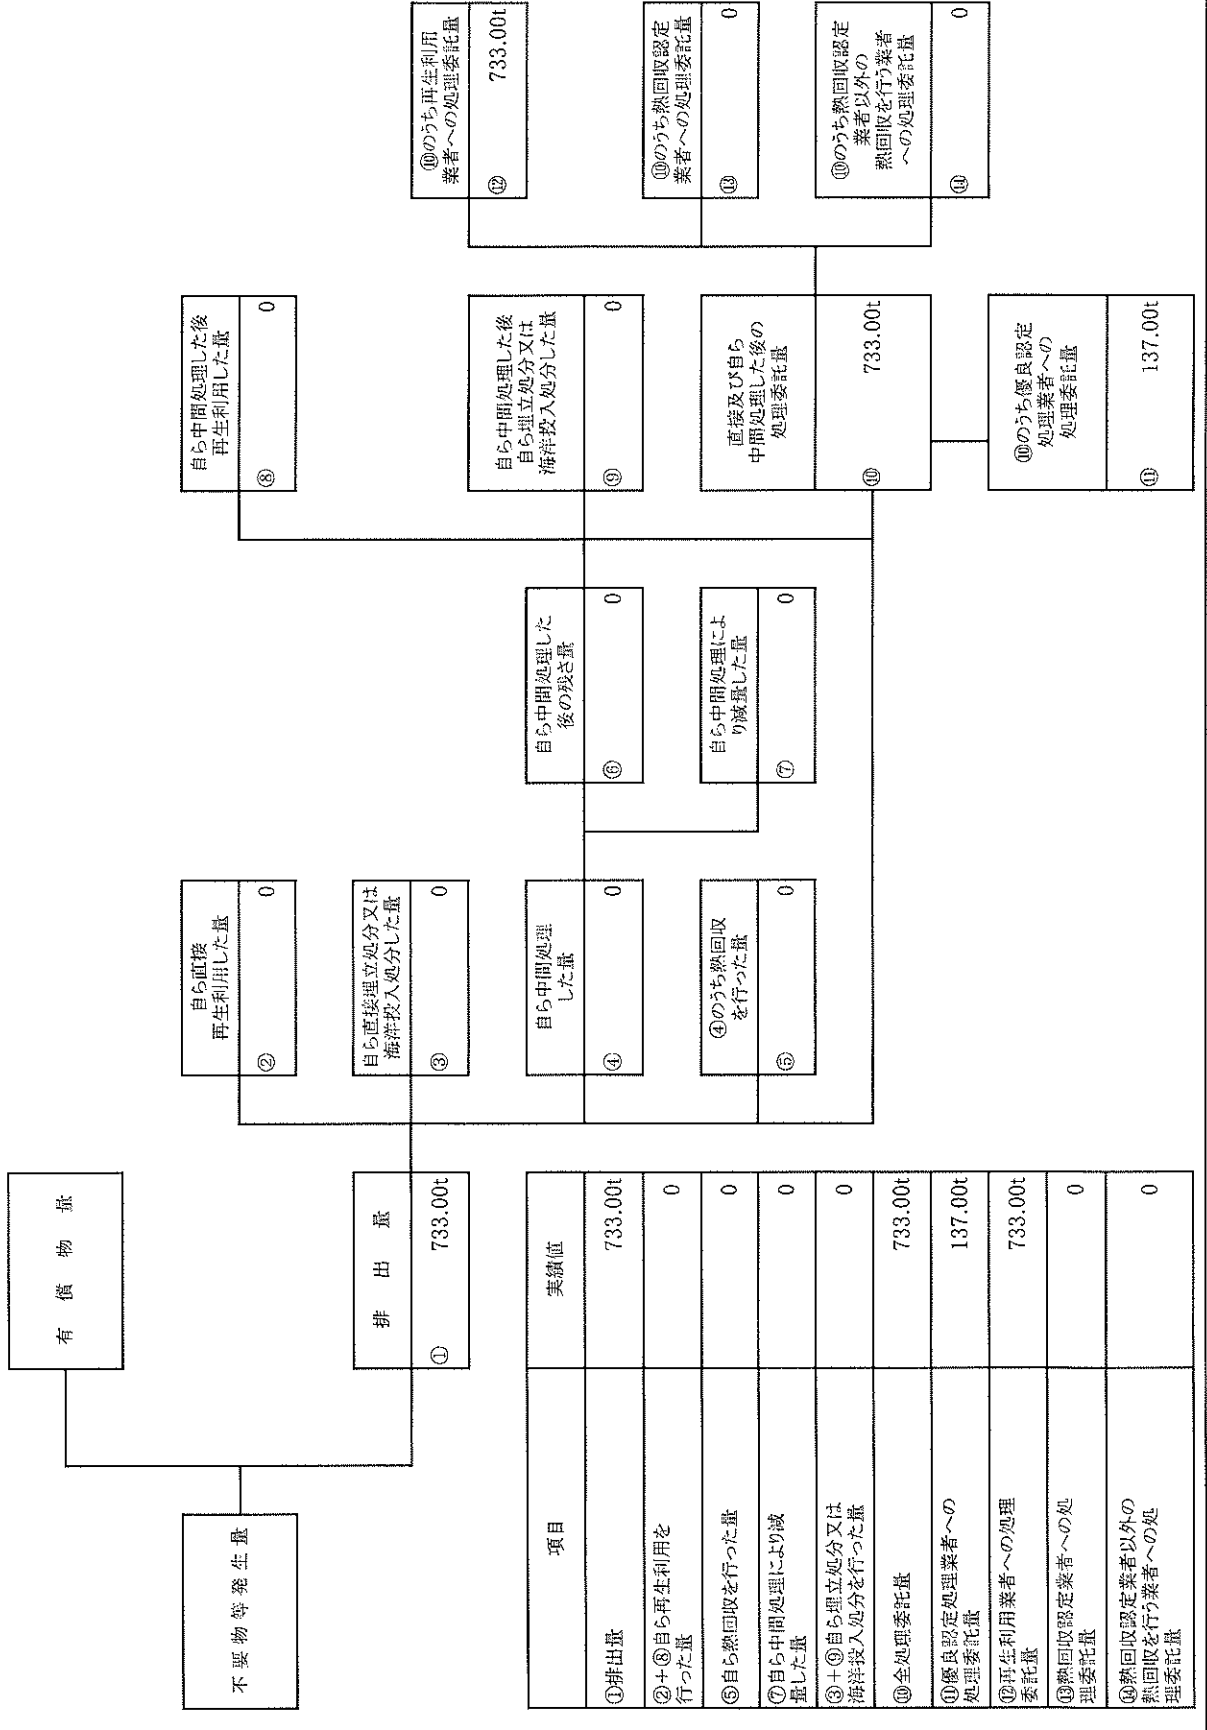 不要物等発生量
有償物量
排出量
① 733.00t
自ら直接
再生利用した量
② 0
自ら直接埋立処分又は
海洋投入処分した量
③ 0
自ら中間処理
した量
④ 0
④のうち熱回収
を行った量
⑤ 0
自ら中間処理した
後の残さ量
⑥ 0
自ら中間処理によ
り減量した量
⑦ 0
自ら中間処理した後
再生利用した量
⑧ 0
自ら中間処理した後
自ら埋立処分又は
海洋投入処分した量
⑨ 0
直接及び自ら
中間処理した後の
処理委託量
⑩ 733.00t
⑩のうち優良認定
処理業者への
処理委託量
⑪ 137.00t
⑩のうち再生利用
業者への処理委託量
⑫ 733.00t
⑩のうち熱回収認定
業者への処理委託量
⑬ 0
⑩のうち熱回収認定
業者以外の
熱回収を行う業者
への処理委託量
⑭ 0
項目 実績値
①排出量 733.00t
②+⑧自ら再生利用を
行った量 0
⑤自ら熱回収を行った量 0
⑦自ら中間処理により減
量した量 0
③+⑨自ら埋立処分又は
海洋投入処分を行った量 0
⑩全処理委託量 733.00t
⑪優良認定処理業者への
処理委託量 137.00t
⑫再生利用業者への処理
委託量 733.00t
⑬熱回収認定業者への処
理委託量 0
⑭熱回収認定業者以外の
熱回収を行う業者への処
理委託量 0